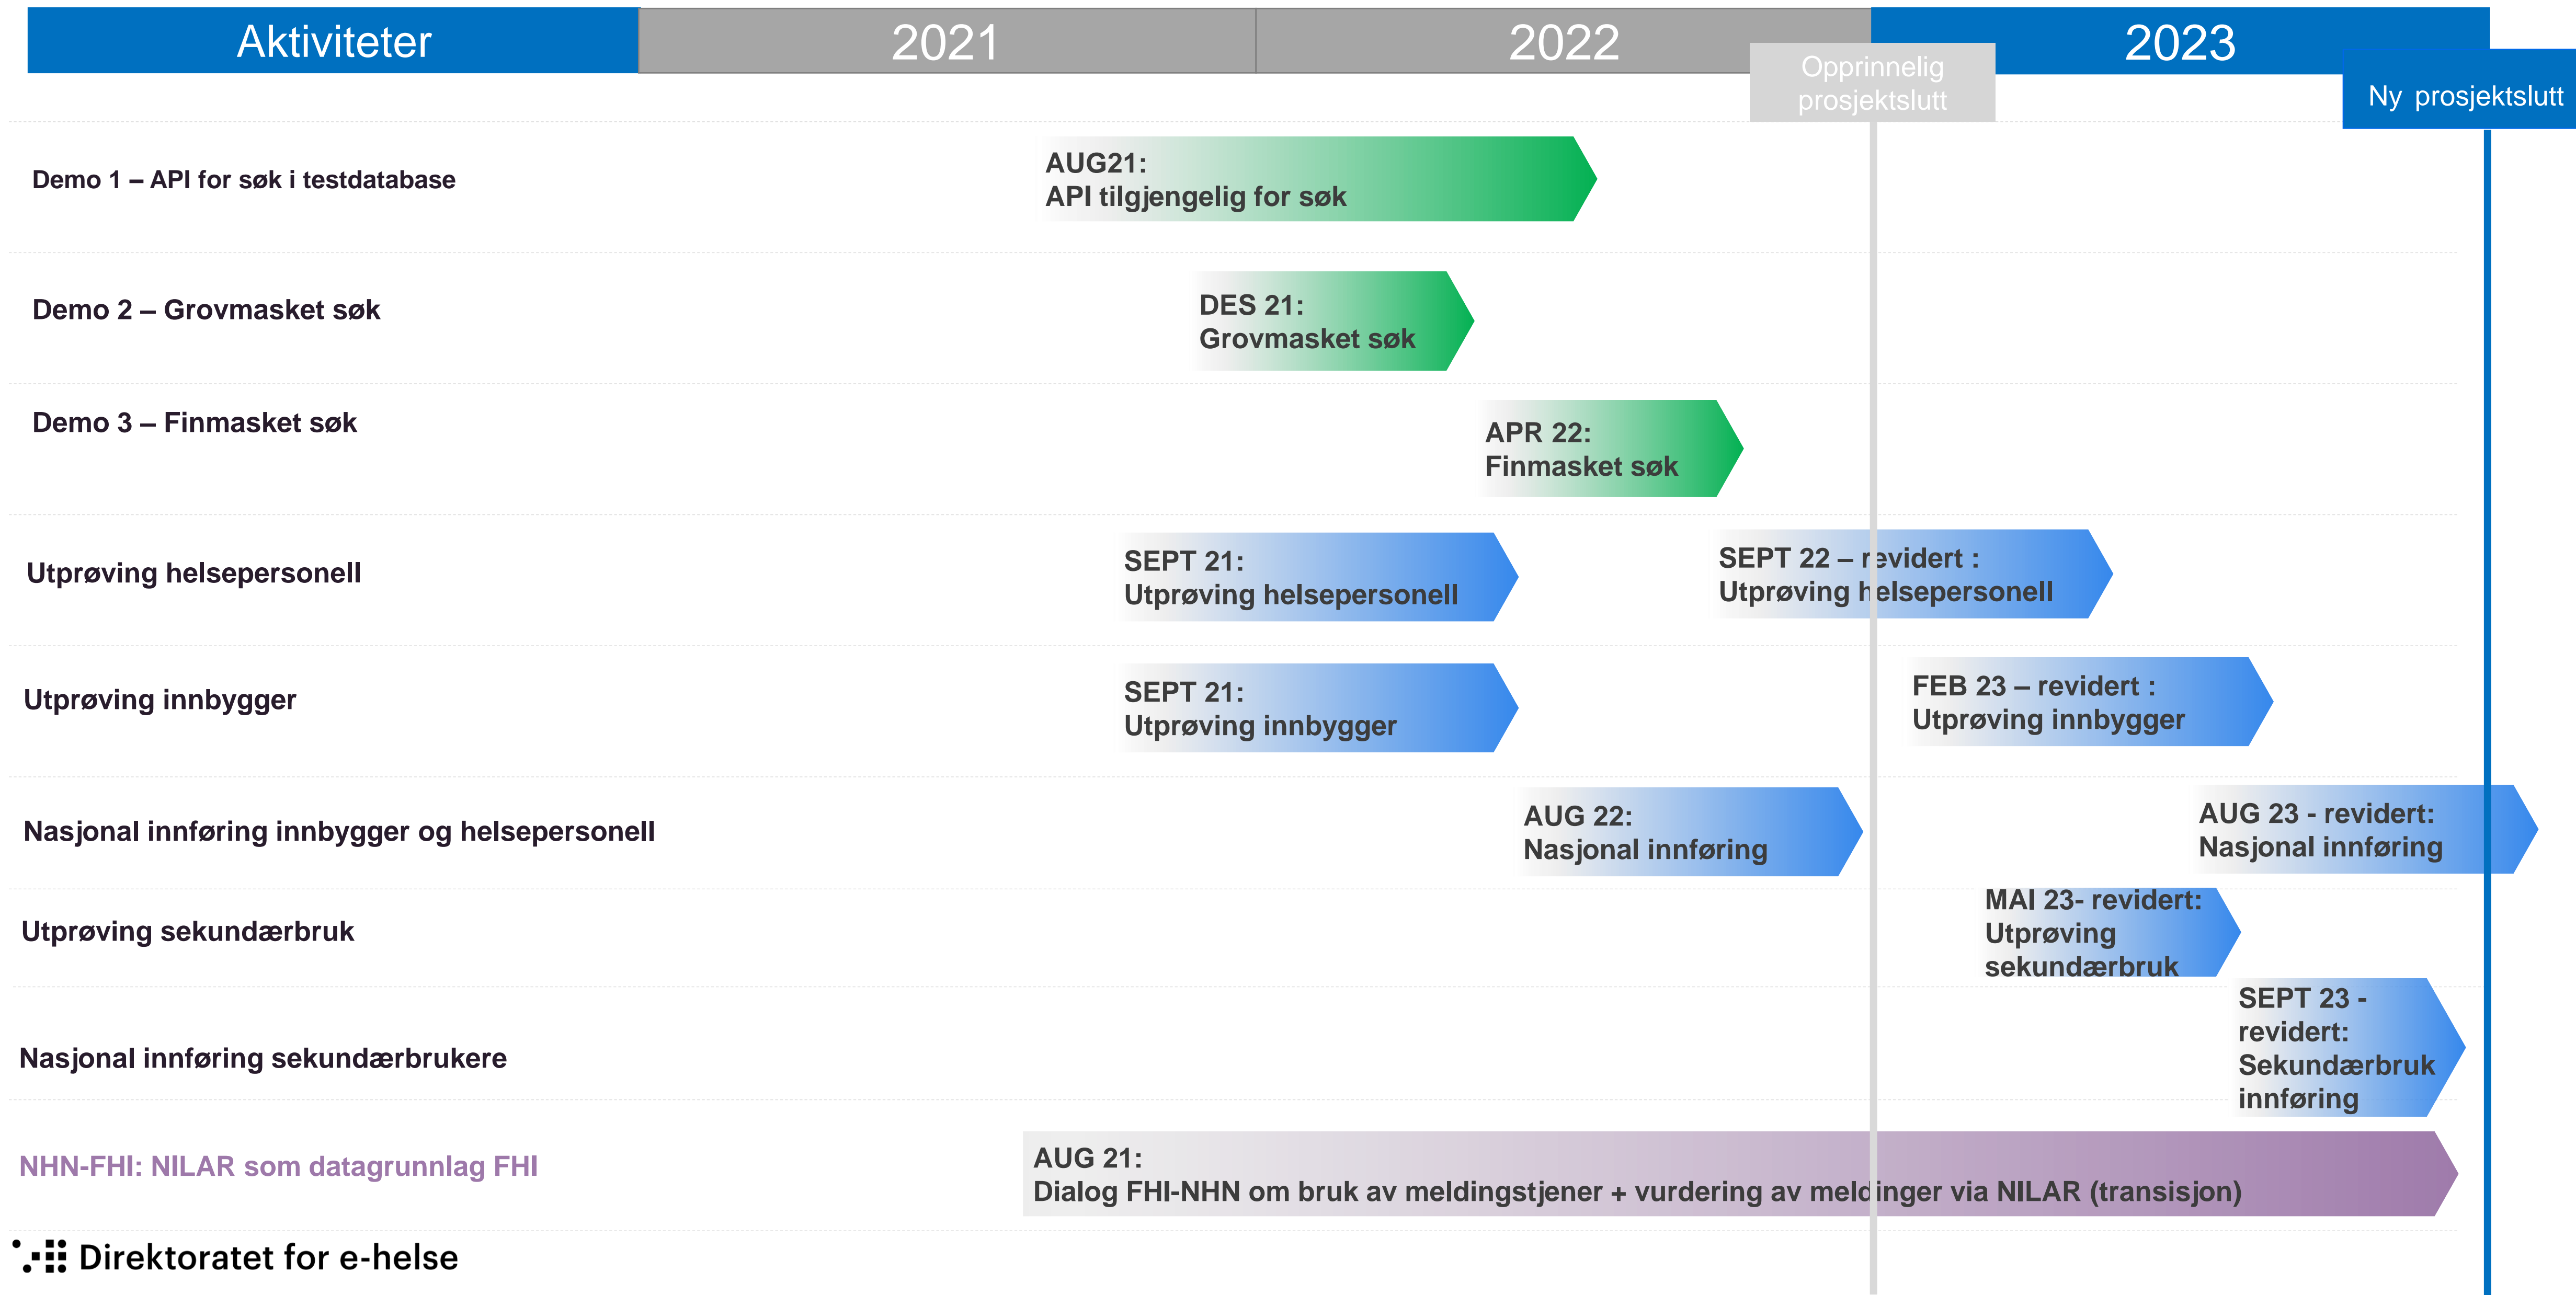 Aktiviteter
2021
2022
2023
Opprinnelig
prosjektslutt
Ny prosjektslutt
Demo 1 – API for søk i testdatabase
AUG21:
API tilgjengelig for søk
Demo 2 – Grovmasket søk
DES 21:
Grovmasket søk
Demo 3 – Finmasket søk
APR 22:
Finmasket søk
Utprøving helsepersonell
SEPT 21:
Utprøving helsepersonell
SEPT 22 – revidert :
Utprøving helsepersonell
Utprøving innbygger
SEPT 21:
Utprøving innbygger
FEB 23 – revidert :
Utprøving innbygger
Nasjonal innføring innbygger og helsepersonell
AUG 22:
Nasjonal innføring
AUG 23 - revidert:
Nasjonal innføring
Utprøving sekundærbruk
MAI 23- revidert:
Utprøving
sekundærbruk
Nasjonal innføring sekundærbrukere
SEPT 23 -
revidert:
Sekundærbruk
innføring
NHN-FHI: NILAR som datagrunnlag FHI
AUG 21:
Dialog FHI-NHN om bruk av meldingstjener + vurdering av meldinger via NILAR (transisjon)
Direktoratet for e-helse